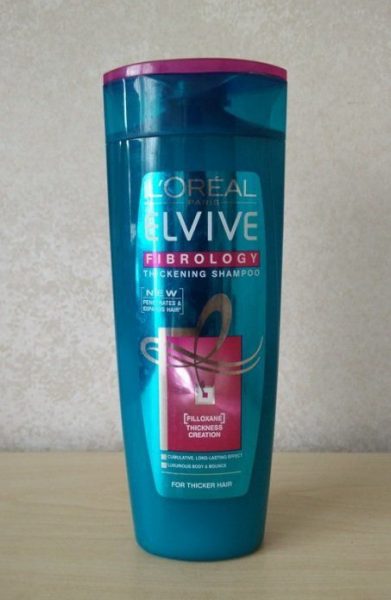 L'ORÉAL
PARIS
ELVIVE
FIBROLOGY
THICKENING SHAMPOO
NEW
PENETRATES &
EXPANDS HAIR*
[FILLOXANE]
THICKNESS
CREATION
CUMULATIVE, LONG-LASTING EFFECT
LUXURIOUS BODY & BOUNCE
FOR THICKER HAIR